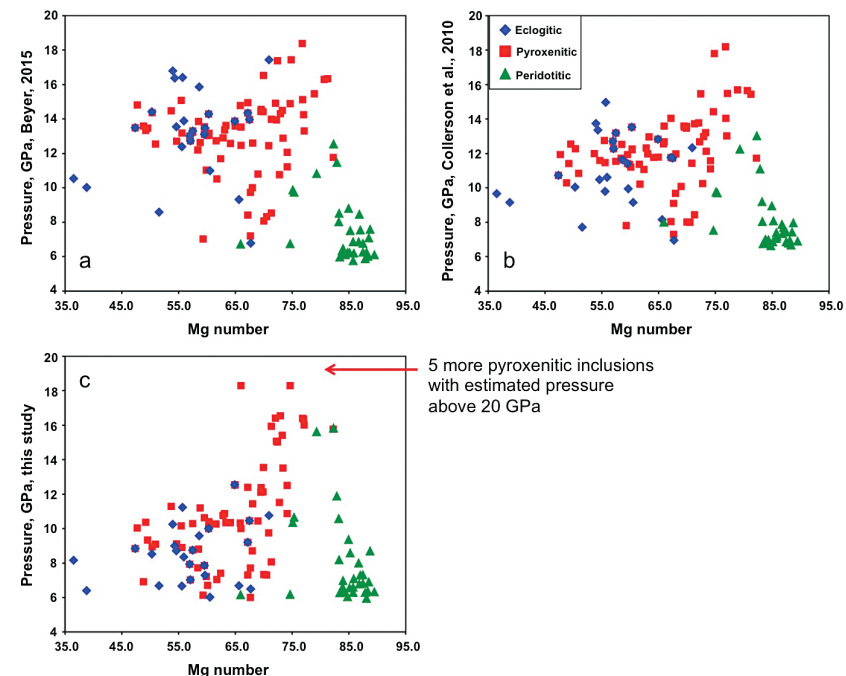 20
18
16
14
12
10
8
6
4
Pressure, GPa, Beyer, 2015
a
35.0 45.0 55.0 65.0 75.0 85.0 95.0
Mg number
20
18
16
14
12
10
8
6
4
Pressure, GPa, Collerson et al., 2010
Eclogitic
Pyroxenitic
Peridotitic
b
35.0 45.0 55.0 65.0 75.0 85.0 95.0
Mg number
20
18
16
14
12
10
8
6
4
Pressure, GPa, this study
c
35.0 45.0 55.0 65.0 75.0 85.0 95.0
Mg number
5 more pyroxenitic inclusions
with estimated pressure
above 20 GPa